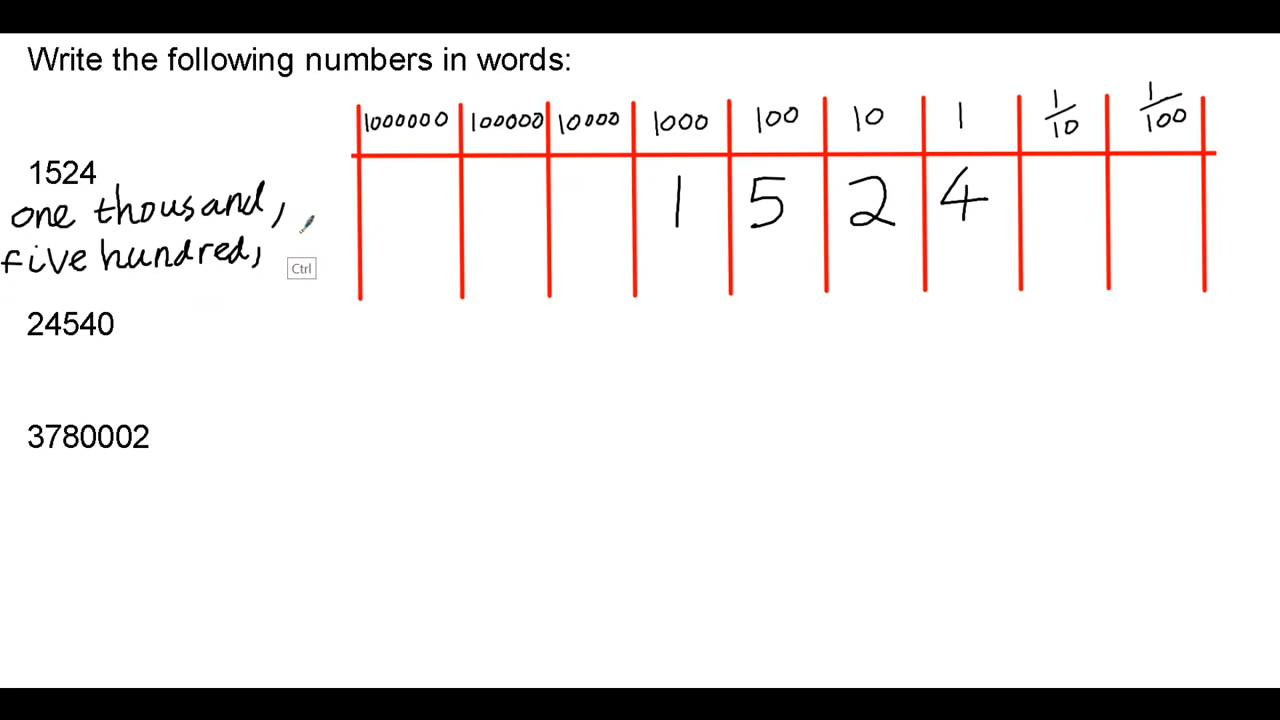 Write the following numbers in words:
1000000 100000 10000 1000 100 10 1 1/10 1/100
1524
1 5 2 4
one thousand,
five hundred,
Ctrl
24540
3780002